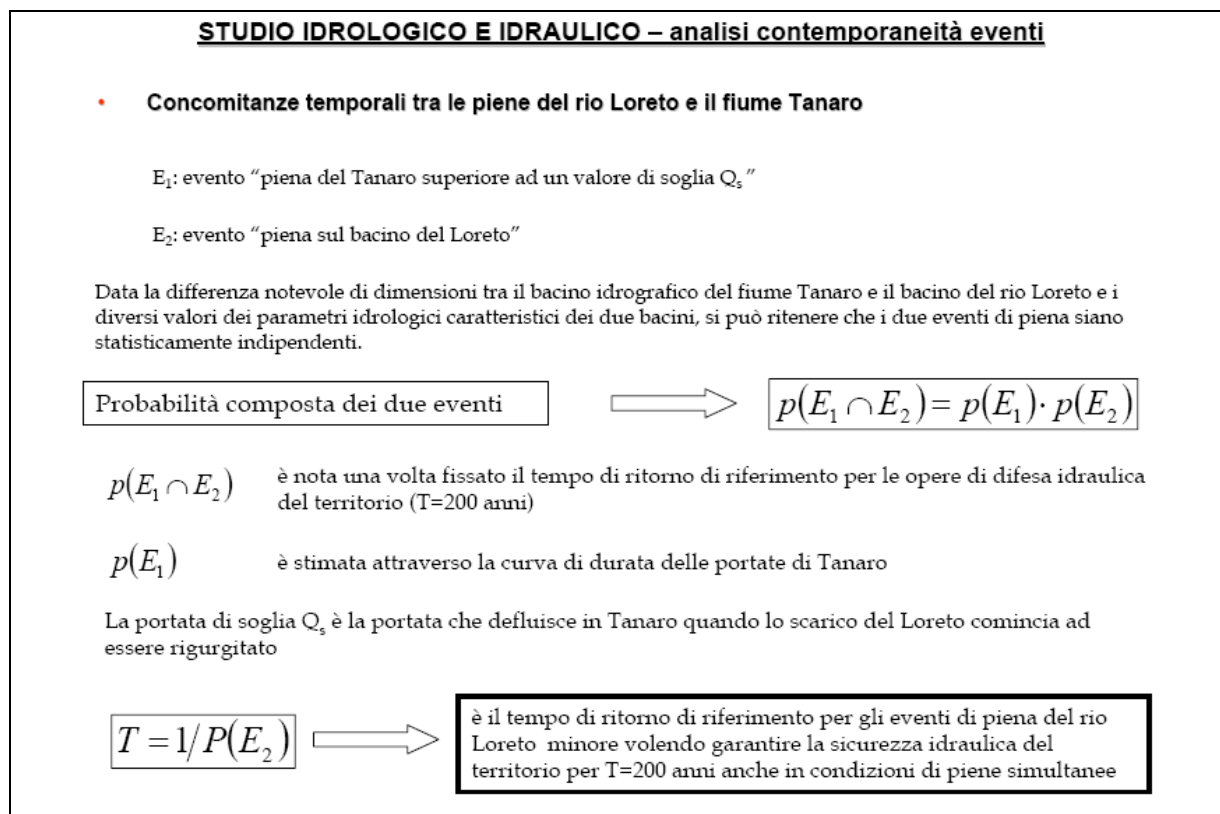 STUDIO IDROLOGICO E IDRAULICO – analisi contemporaneità eventi
• Concomitanze temporali tra le piene del rio Loreto e il fiume Tanaro
E₁: evento “piena del Tanaro superiore ad un valore di soglia Qₛ”
E₂: evento “piena sul bacino del Loreto”
Data la differenza notevole di dimensioni tra il bacino idrografico del fiume Tanaro e il bacino del rio Loreto e i
diversi valori dei parametri idrologici caratteristici dei due bacini, si può ritenere che i due eventi di piena siano
statisticamente indipendenti.
Probabilità composta dei due eventi
p(E₁ ∩ E₂) = p(E₁) · p(E₂)
p(E₁ ∩ E₂)
è nota una volta fissato il tempo di ritorno di riferimento per le opere di difesa idraulica
del territorio (T=200 anni)
p(E₁)
è stimata attraverso la curva di durata delle portate di Tanaro
La portata di soglia Qₛ è la portata che defluisce in Tanaro quando lo scarico del Loreto comincia ad
essere rigurgitato
T = 1/P(E₂)
è il tempo di ritorno di riferimento per gli eventi di piena del rio
Loreto minore volendo garantire la sicurezza idraulica del
territorio per T=200 anni anche in condizioni di piene simultanee